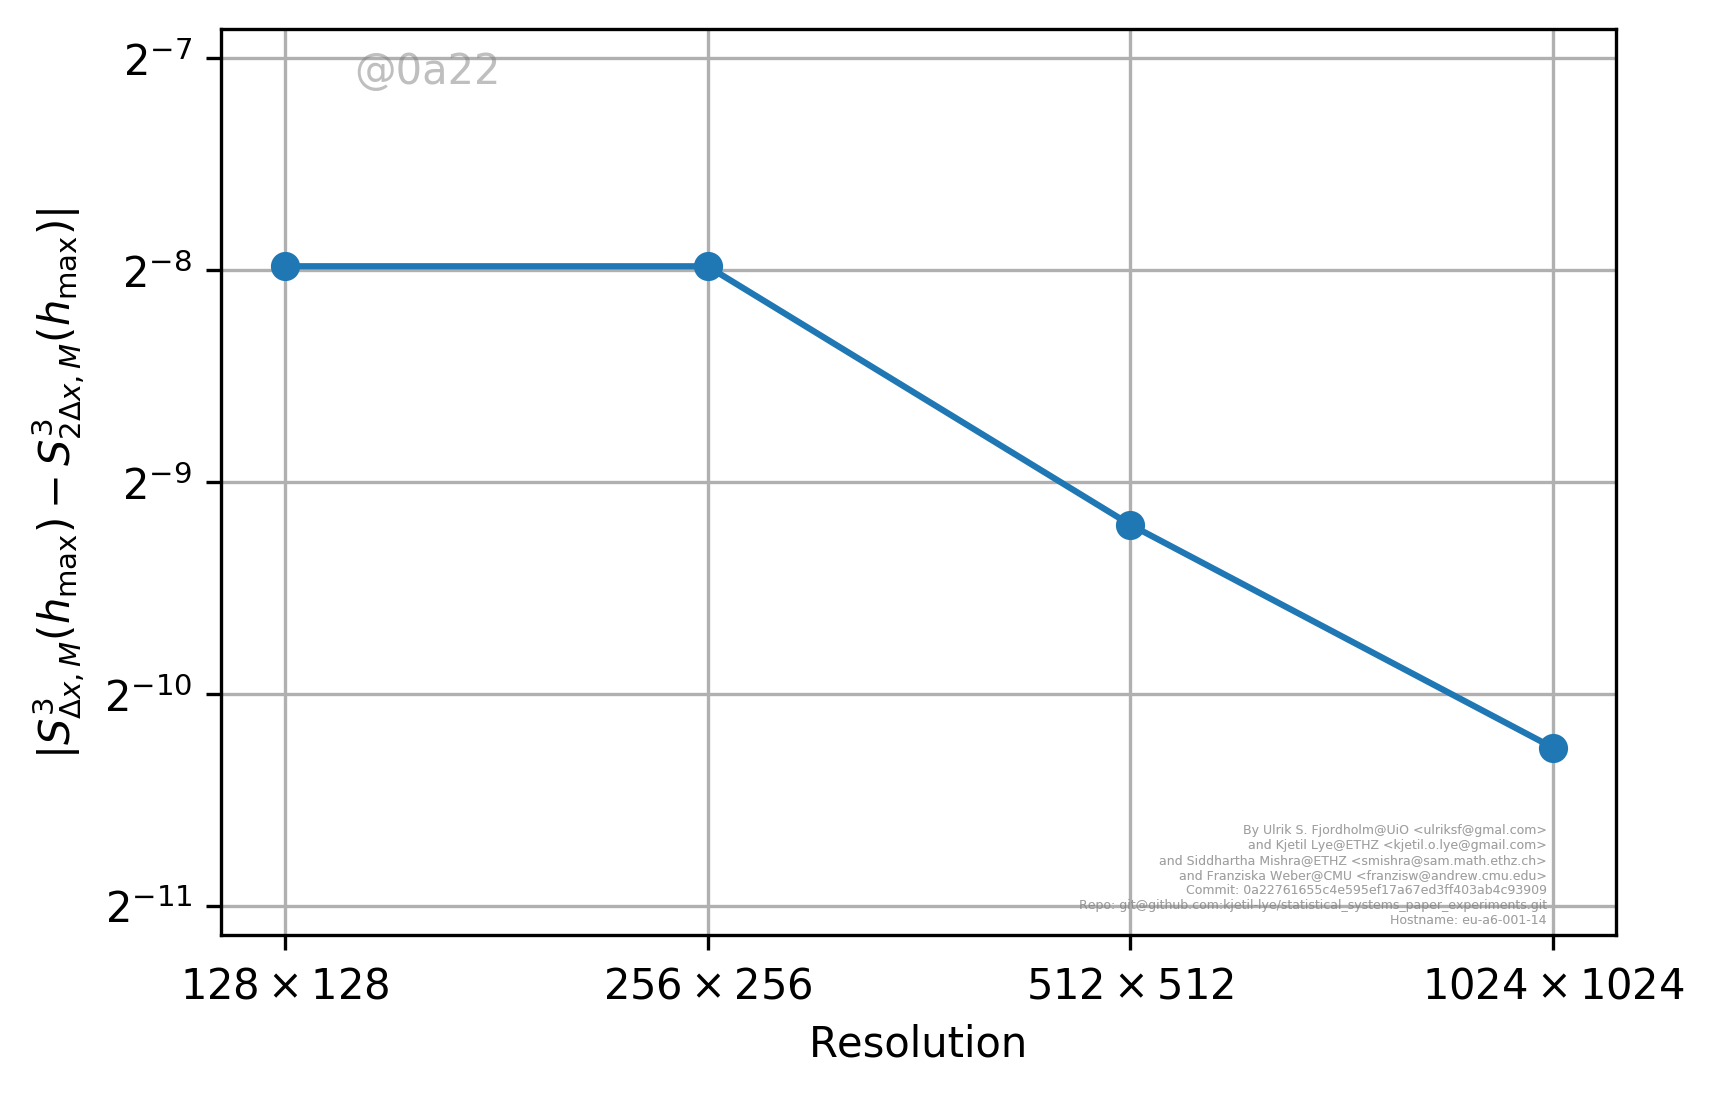 @0a22
2⁻⁷
2⁻⁸
2⁻⁹
2⁻¹⁰
2⁻¹¹
|S³_{Δx, M}(h_max) − S³_{2Δx, M}(h_max)|
By Ulrik S. Fjordholm@UiO <ulriksf@gmal.com>
and Kjetil Lye@ETHZ <kjetil.o.lye@gmail.com>
and Siddhartha Mishra@ETHZ <smishra@sam.math.ethz.ch>
and Franziska Weber@CMU <franzisw@andrew.cmu.edu>
Commit: 0a22761655c4e595ef17a67ed3ff403ab4c93909
Repo: git@github.com:kjetil-lye/statistical_systems_paper_experiments.git
Hostname: eu-a6-001-14
128 × 128 256 × 256 512 × 512 1024 × 1024
Resolution